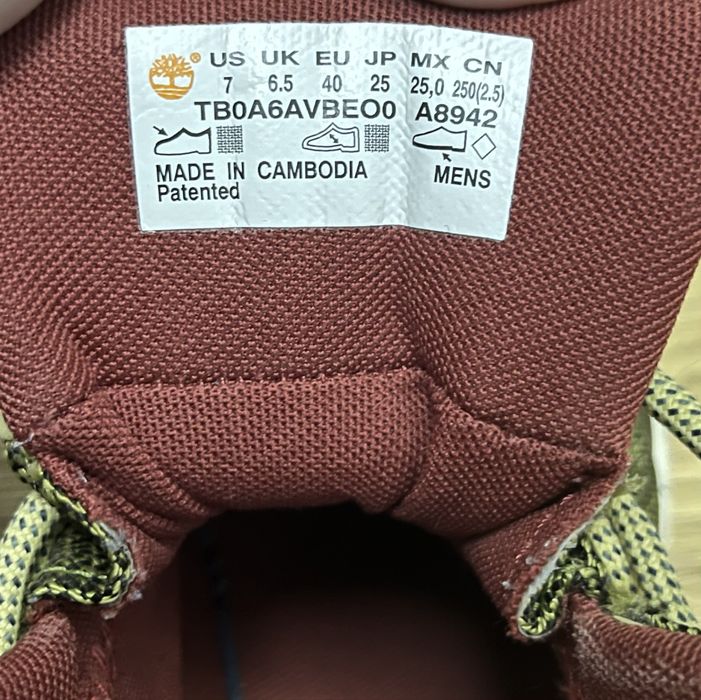 ® US UK EU JP MX CN
7 6.5 40 25 25,0 250(2.5)
TB0A6AVBEO0 A8942
MADE IN CAMBODIA MENS
Patented